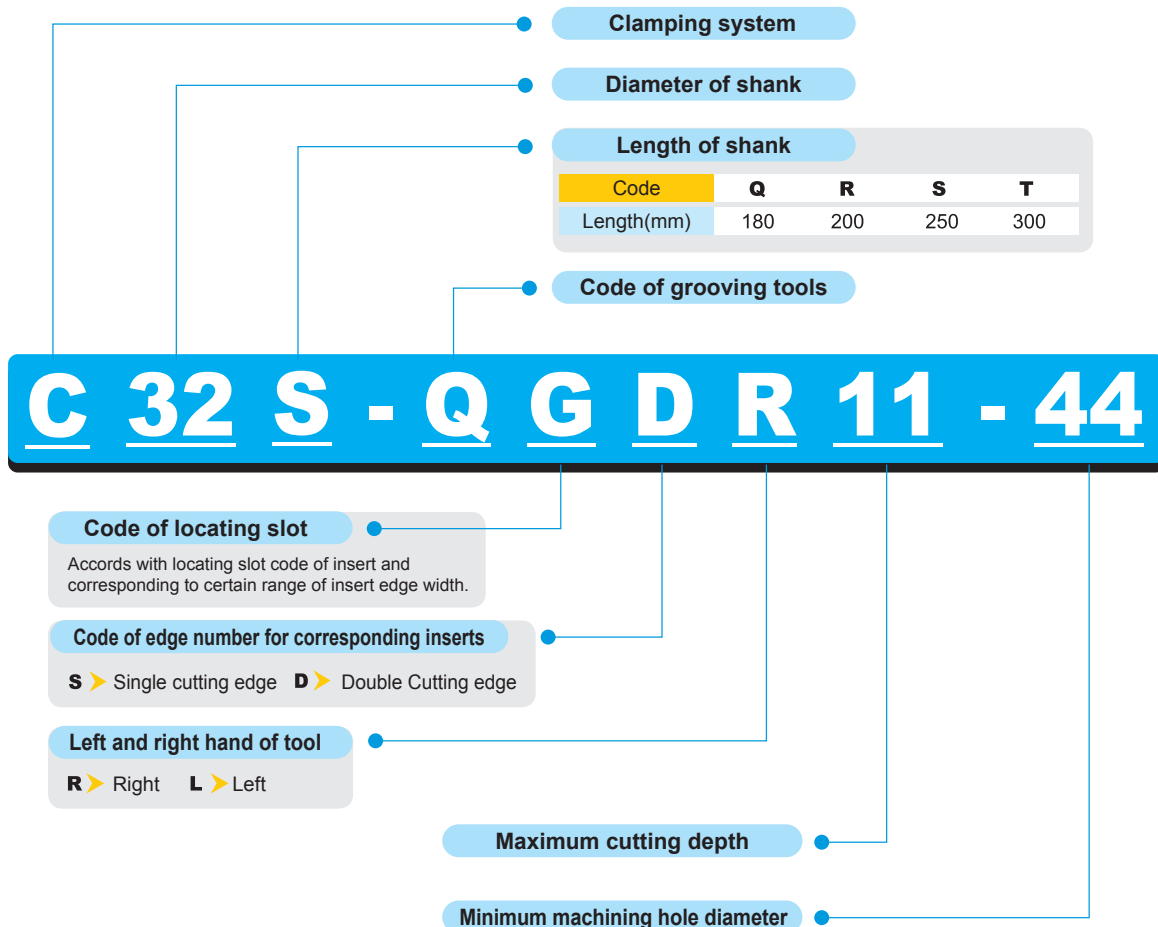 Clamping system
Diameter of shank
Length of shank
Code Q R S T
Length(mm) 180 200 250 300
Code of grooving tools
C 32 S - Q G D R 11 - 44
Code of locating slot
Accords with locating slot code of insert and
corresponding to certain range of insert edge width.
Code of edge number for corresponding inserts
S Single cutting edge D Double Cutting edge
Left and right hand of tool
R Right L Left
Maximum cutting depth
Minimum machining hole diameter